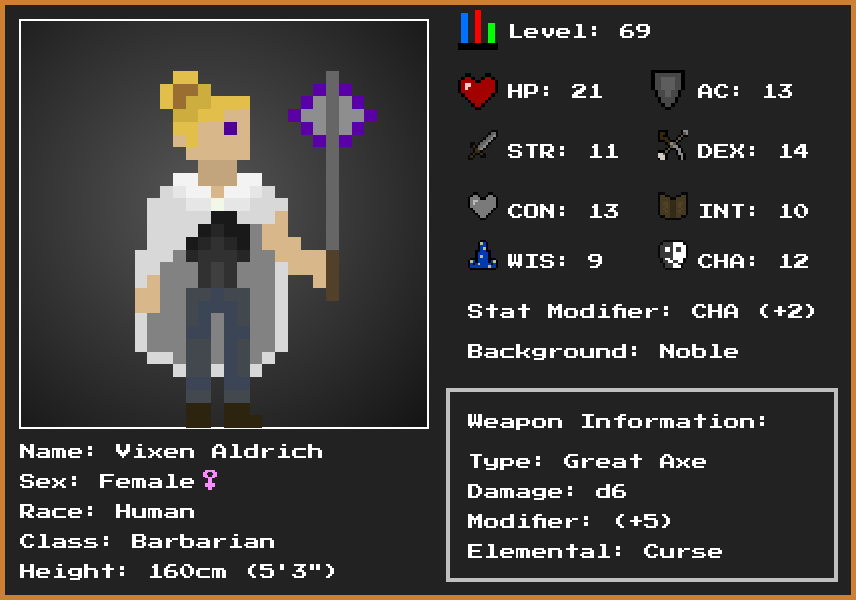 Level: 69
HP: 21 AC: 13
STR: 11 DEX: 14
CON: 13 INT: 10
WIS: 9 CHA: 12
Stat Modifier: CHA (+2)
Background: Noble
Weapon Information:
Type: Great Axe
Damage: d6
Modifier: (+5)
Elemental: Curse
Name: Vixen Aldrich
Sex: Female ♀
Race: Human
Class: Barbarian
Height: 160cm (5'3")